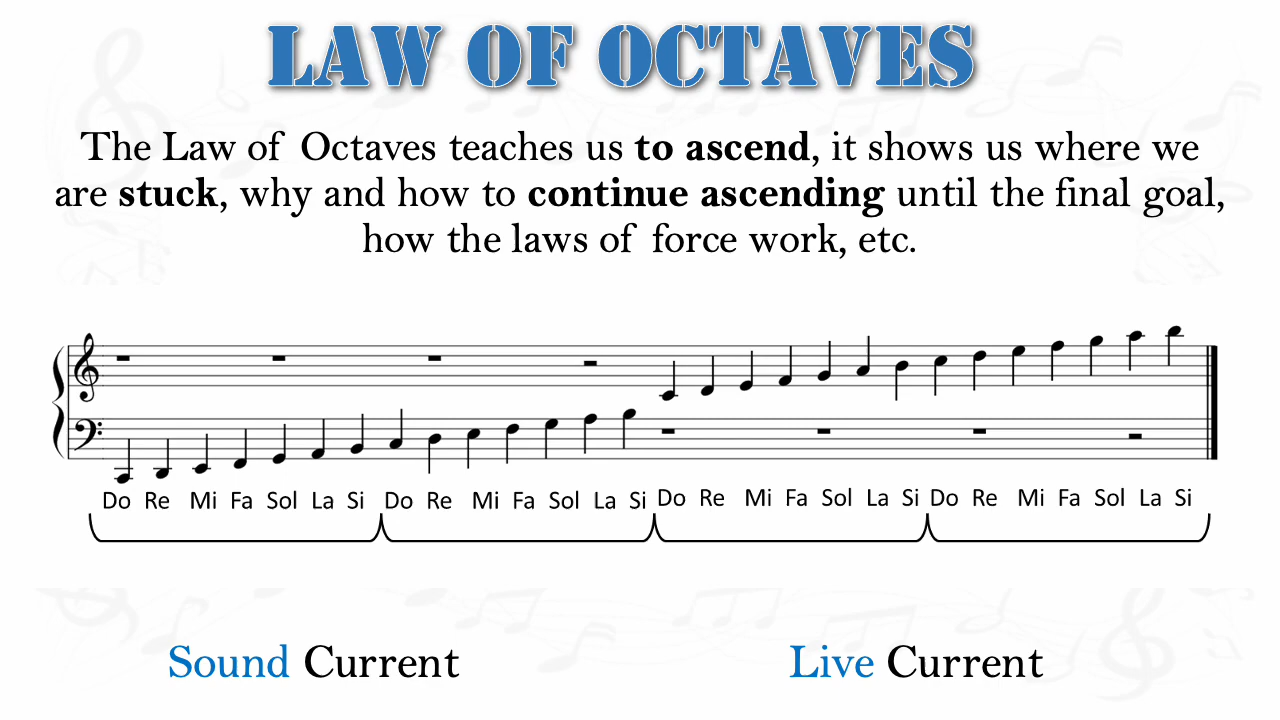 LAW OF OCTAVES
The Law of Octaves teaches us to ascend, it shows us where we
are stuck, why and how to continue ascending until the final goal,
how the laws of force work, etc.
Do Re Mi Fa Sol La Si Do Re Mi Fa Sol La Si Do Re Mi Fa Sol La Si Do Re Mi Fa Sol La Si
Sound Current Live Current